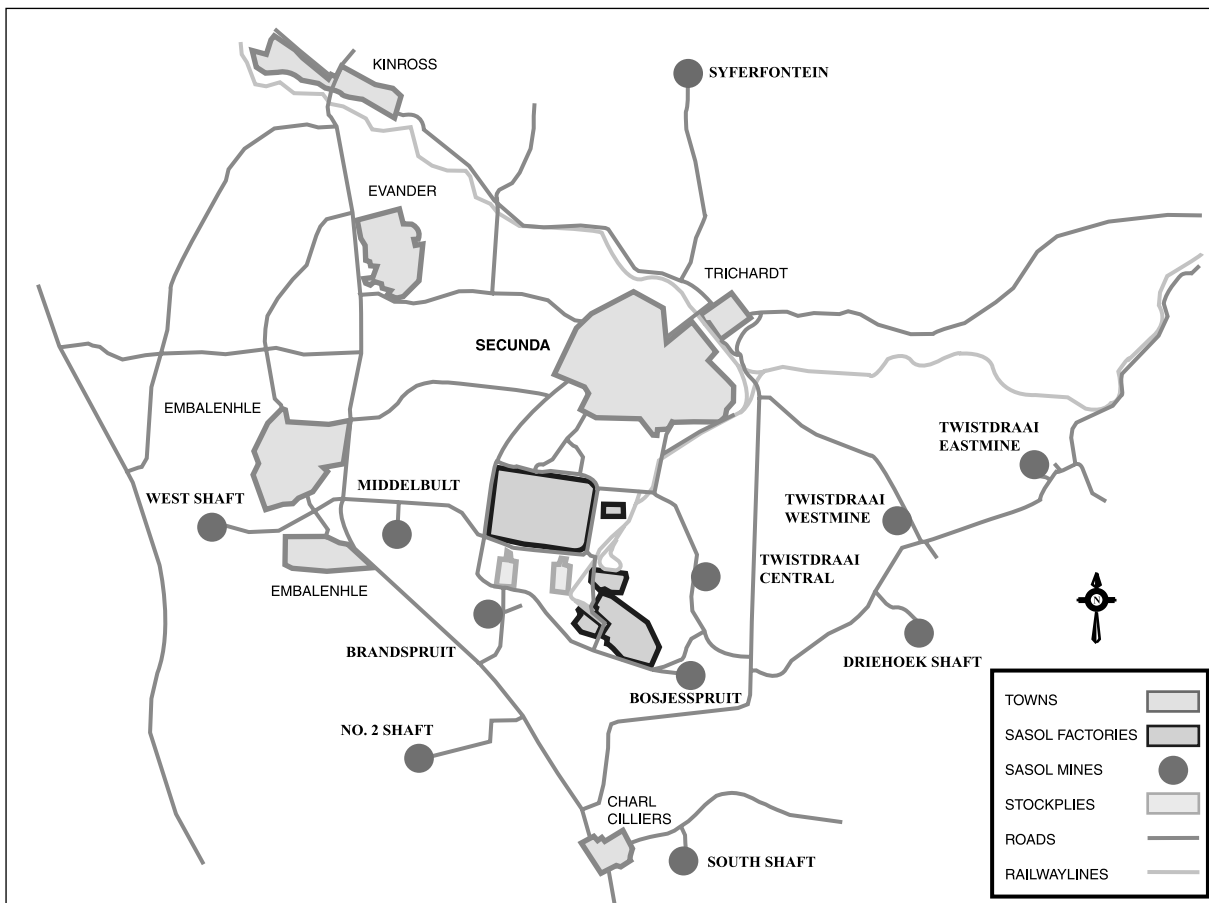 KINROSS
SYFERFONTEIN
EVANDER
TRICHARDT
SECUNDA
EMBALENHLE
TWISTDRAAI
EASTMINE
MIDDELBULT
WEST SHAFT
TWISTDRAAI
WESTMINE
TWISTDRAAI
CENTRAL
EMBALENHLE
N
BRANDSPRUIT
DRIEHOEK SHAFT
BOSJESSPRUIT
NO. 2 SHAFT
CHARL
CILLIERS
SOUTH SHAFT
TOWNS
SASOL FACTORIES
SASOL MINES
STOCKPLIES
ROADS
RAILWAYLINES